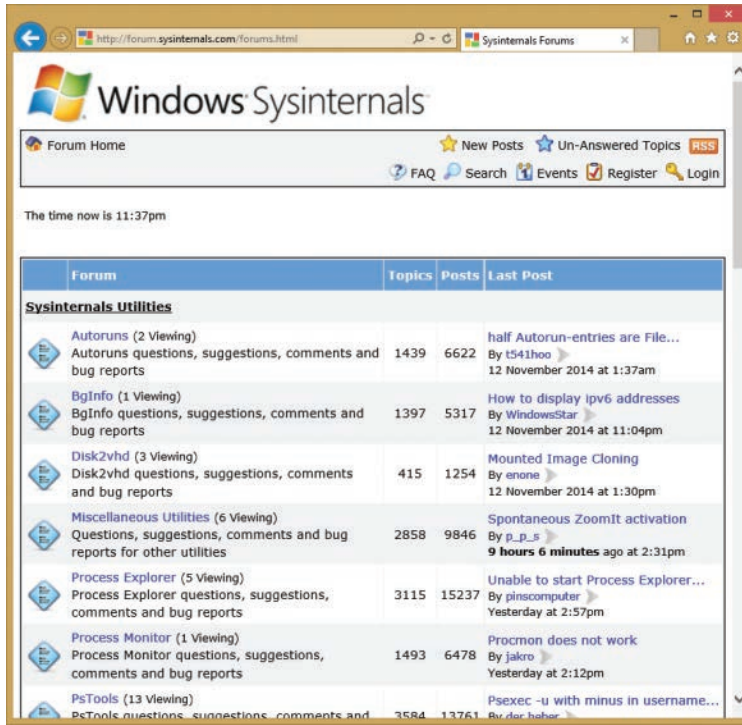 http://forum.sysinternals.com/forums.html
Sysinternals Forums
Windows Sysinternals
Forum Home
New Posts Un-Answered Topics RSS
FAQ Search Events Register Login
The time now is 11:37pm
Forum Topics Posts Last Post
Sysinternals Utilities
Autoruns (2 Viewing)
Autoruns questions, suggestions, comments and
bug reports
1439 6622
half Autorun-entries are File...
By t541hoo
12 November 2014 at 1:37am
BgInfo (1 Viewing)
BgInfo questions, suggestions, comments and
bug reports
1397 5317
How to display ipv6 addresses
By WindowsStar
12 November 2014 at 11:04pm
Disk2vhd (3 Viewing)
Disk2vhd questions, suggestions, comments
and bug reports
415 1254
Mounted Image Cloning
By enone
12 November 2014 at 1:30pm
Miscellaneous Utilities (6 Viewing)
Questions, suggestions, comments and bug
reports for other utilities
2858 9846
Spontaneous ZoomIt activation
By p_p_s
9 hours 6 minutes ago at 2:31pm
Process Explorer (5 Viewing)
Process Explorer questions, suggestions,
comments and bug reports
3115 15237
Unable to start Process Explorer...
By pinscomputer
Yesterday at 2:57pm
Process Monitor (1 Viewing)
Process Monitor questions, suggestions,
comments and bug reports
1493 6478
Procmon does not work
By jakro
Yesterday at 2:12pm
PsTools (13 Viewing)
PsTools questions, suggestions, comments and
3584 13761
Psexec -u with minus in username...
By der heber